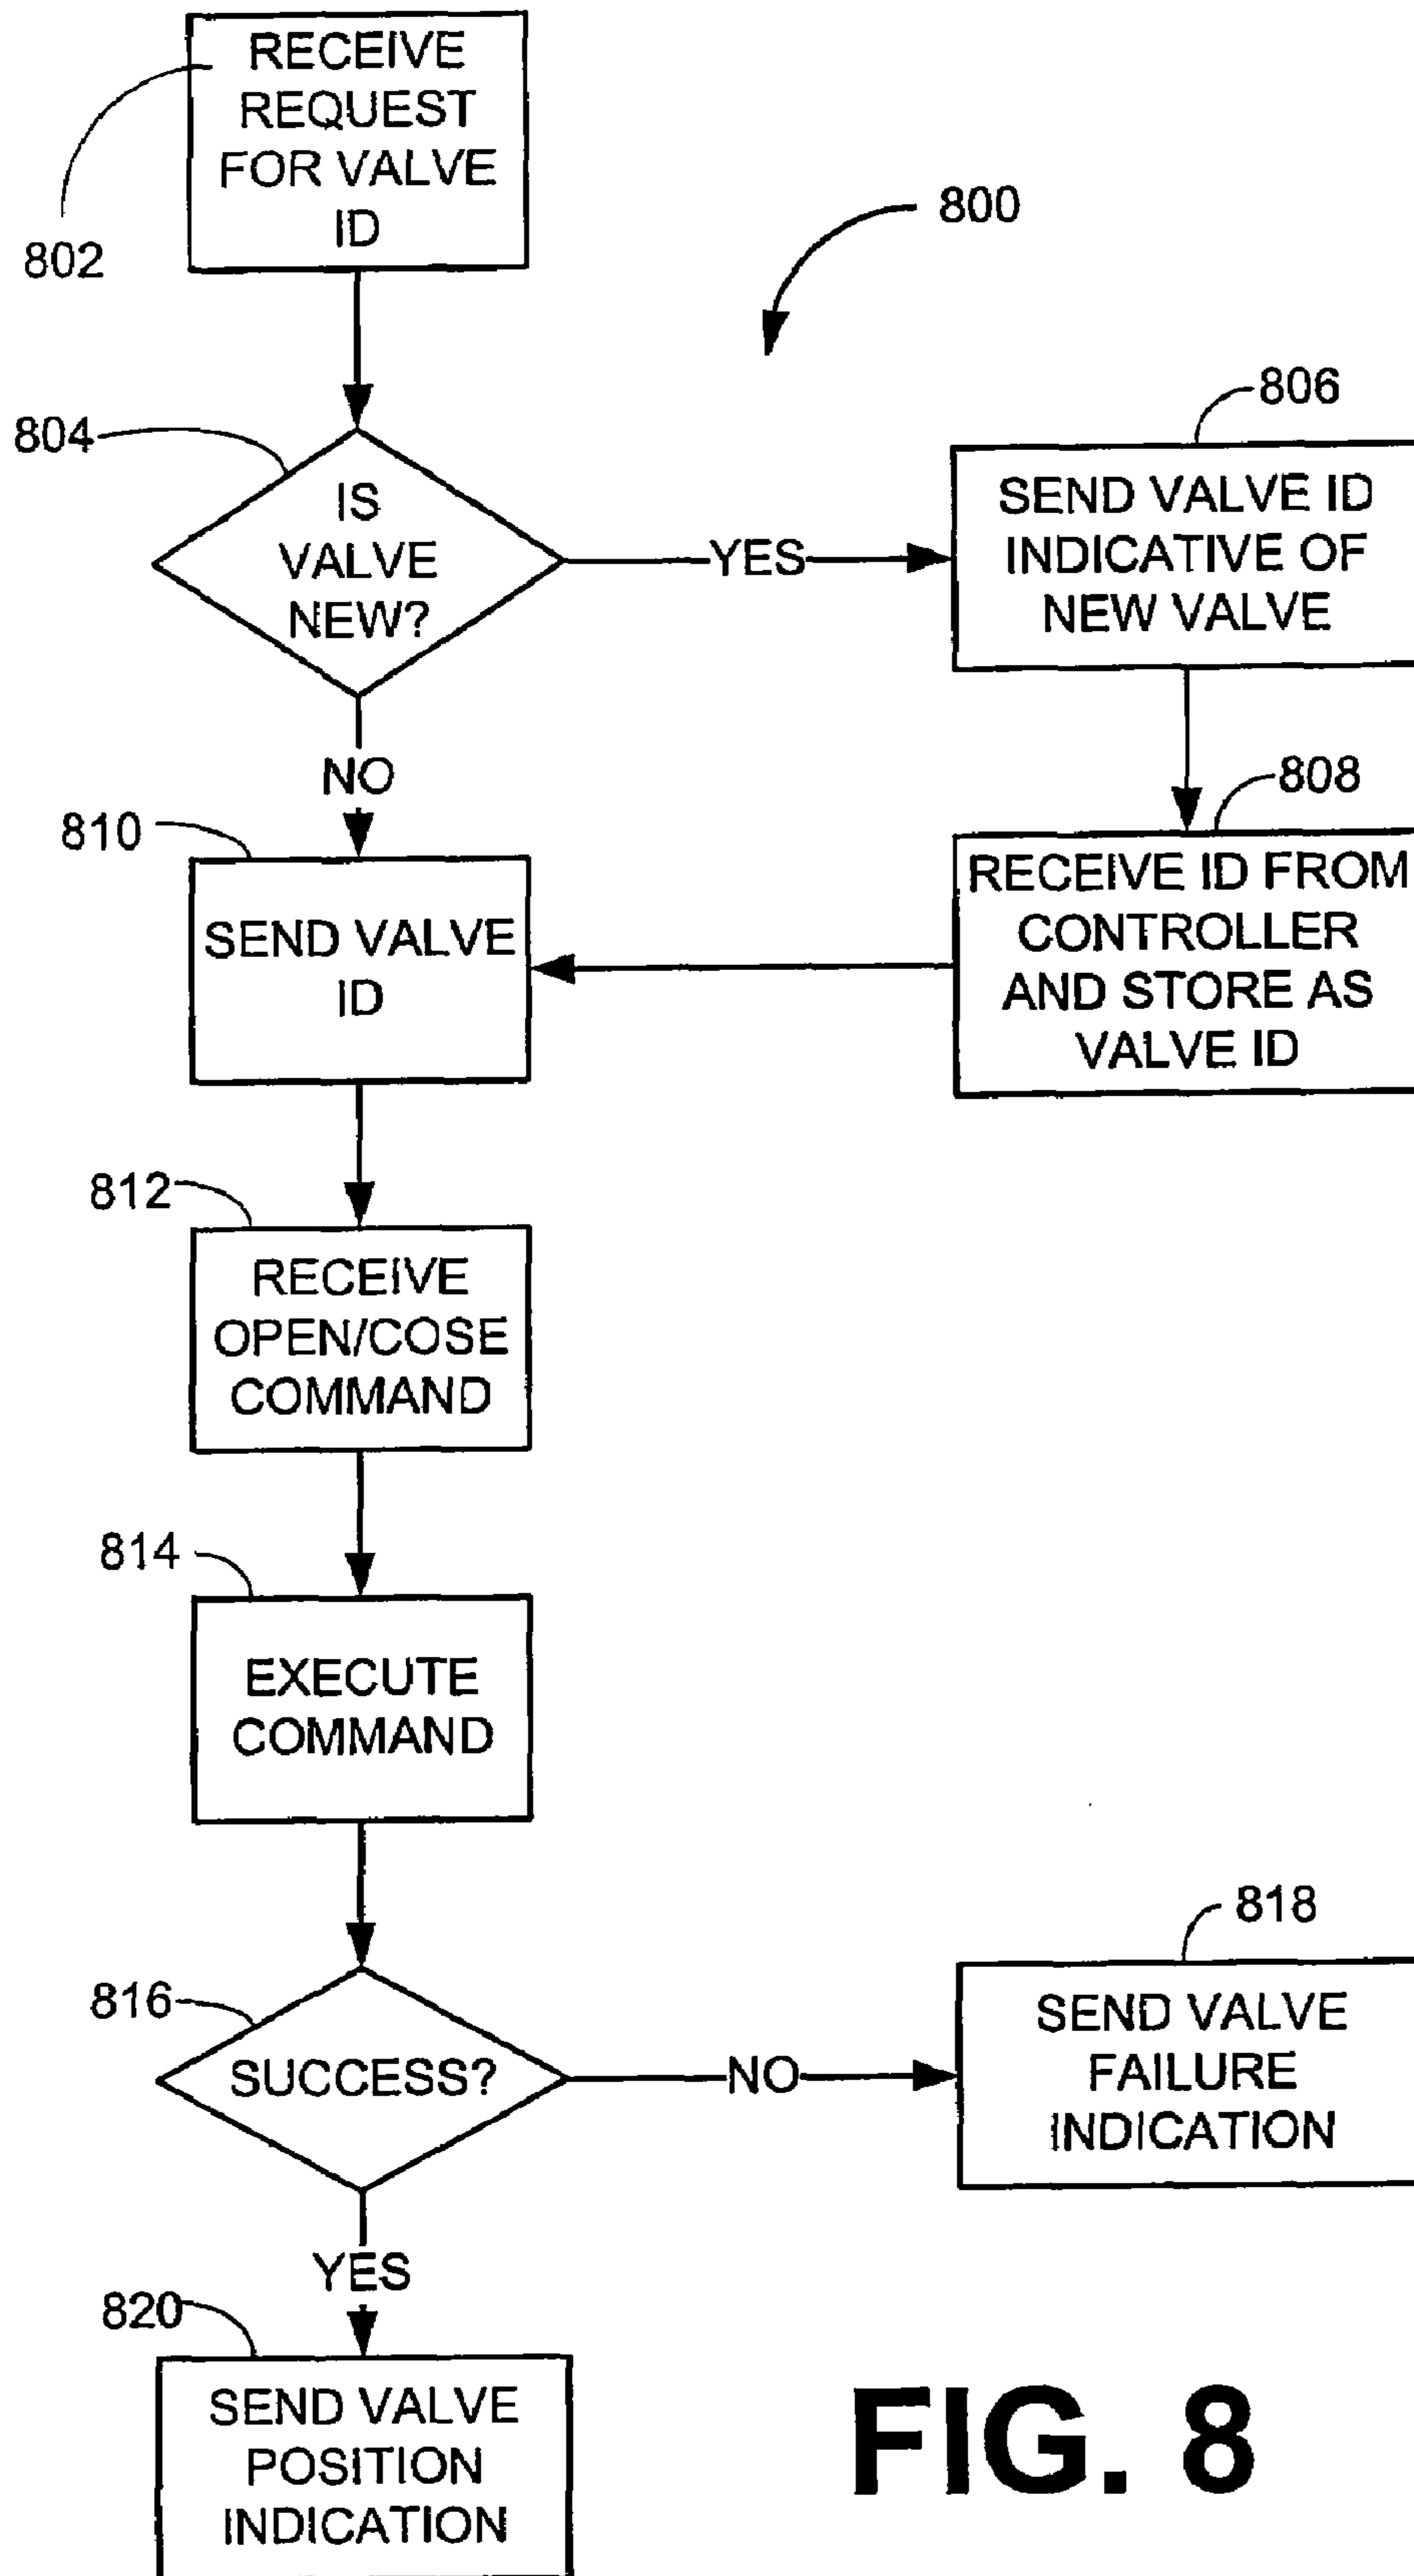 RECEIVE
REQUEST
FOR VALVE
ID
802
800
804
IS
VALVE
NEW?
YES
806
SEND VALVE ID
INDICATIVE OF
NEW VALVE
NO
808
RECEIVE ID FROM
CONTROLLER
AND STORE AS
VALVE ID
810
SEND VALVE
ID
812
RECEIVE
OPEN/COSE
COMMAND
814
EXECUTE
COMMAND
816
SUCCESS?
NO
818
SEND VALVE
FAILURE
INDICATION
YES
820
SEND VALVE
POSITION
INDICATION
FIG. 8